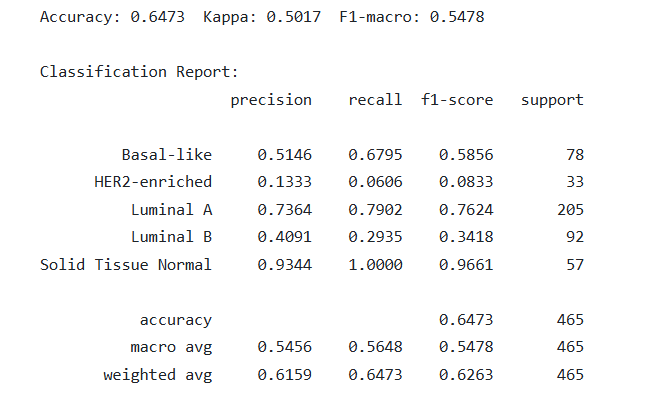 Accuracy: 0.6473  Kappa: 0.5017  F1-macro: 0.5478
Classification Report:
precision    recall  f1-score   support
Basal-like     0.5146    0.6795    0.5856        78
HER2-enriched     0.1333    0.0606    0.0833        33
Luminal A     0.7364    0.7902    0.7624       205
Luminal B     0.4091    0.2935    0.3418        92
Solid Tissue Normal     0.9344    1.0000    0.9661        57
accuracy                         0.6473       465
macro avg     0.5456    0.5648    0.5478       465
weighted avg     0.6159    0.6473    0.6263       465